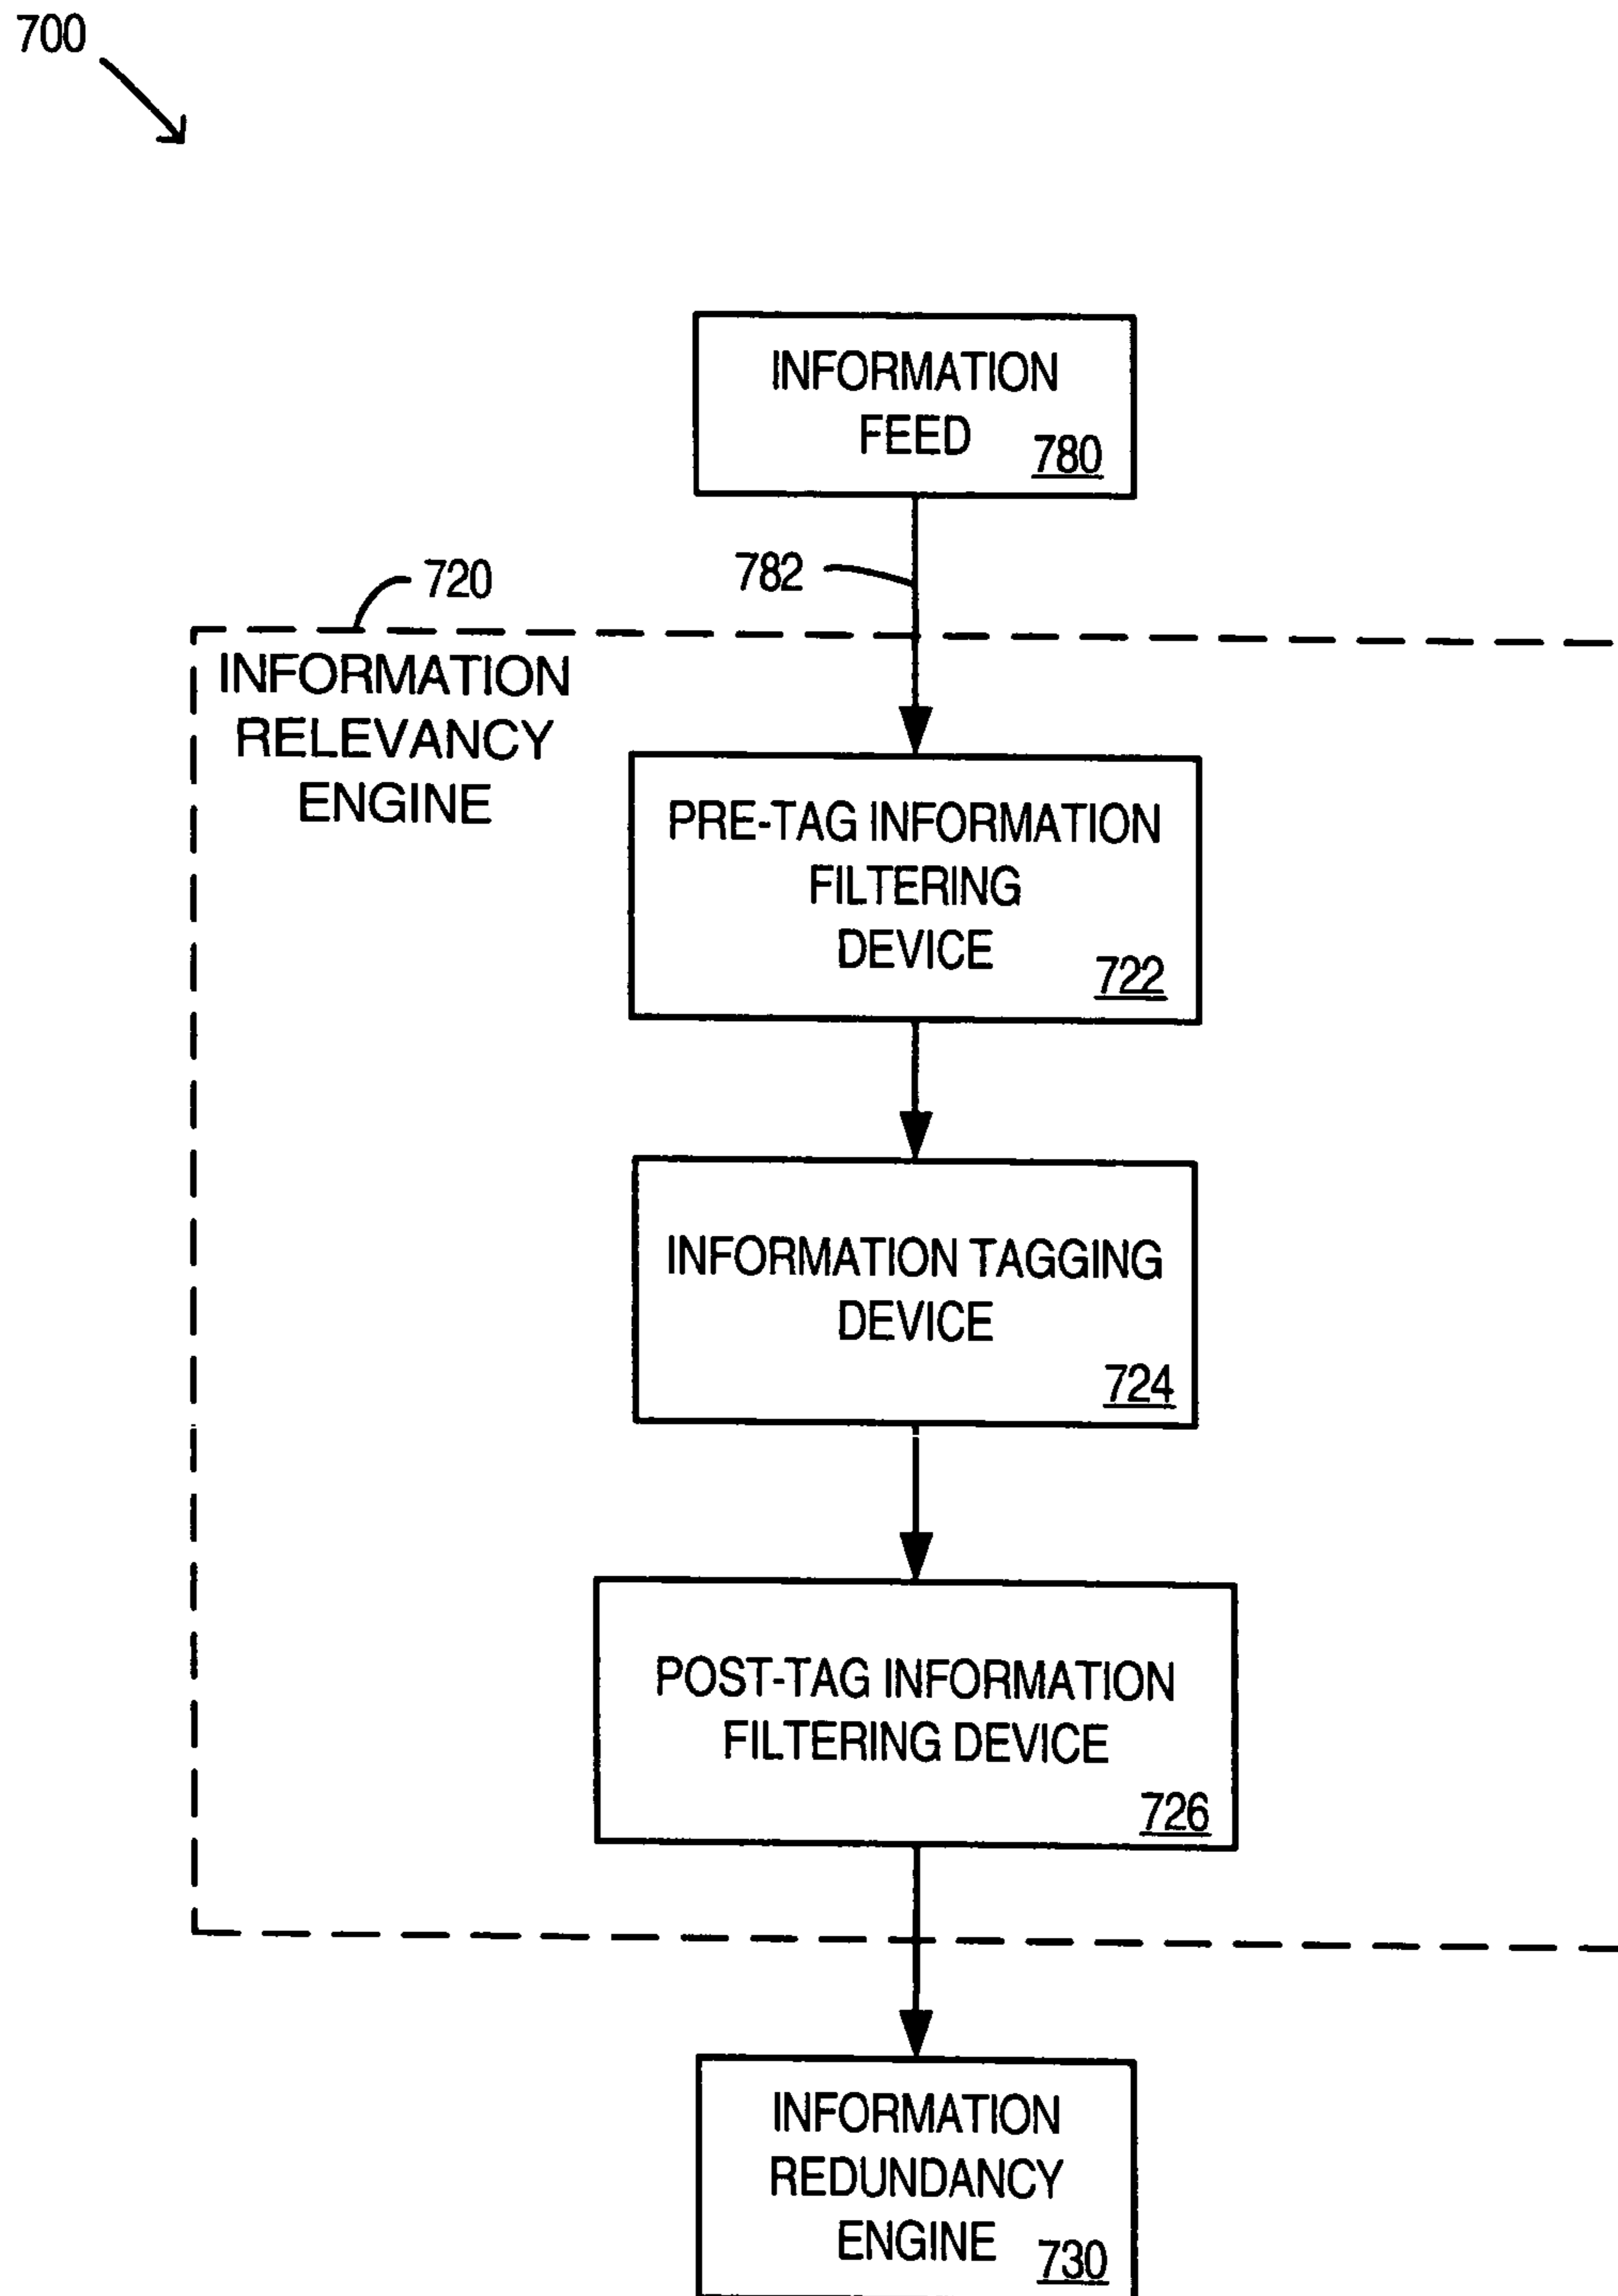 700
INFORMATION
FEED
780
782
720
INFORMATION
RELEVANCY
ENGINE
PRE-TAG INFORMATION
FILTERING
DEVICE
722
INFORMATION TAGGING
DEVICE
724
POST-TAG INFORMATION
FILTERING DEVICE
726
INFORMATION
REDUNDANCY
ENGINE
730